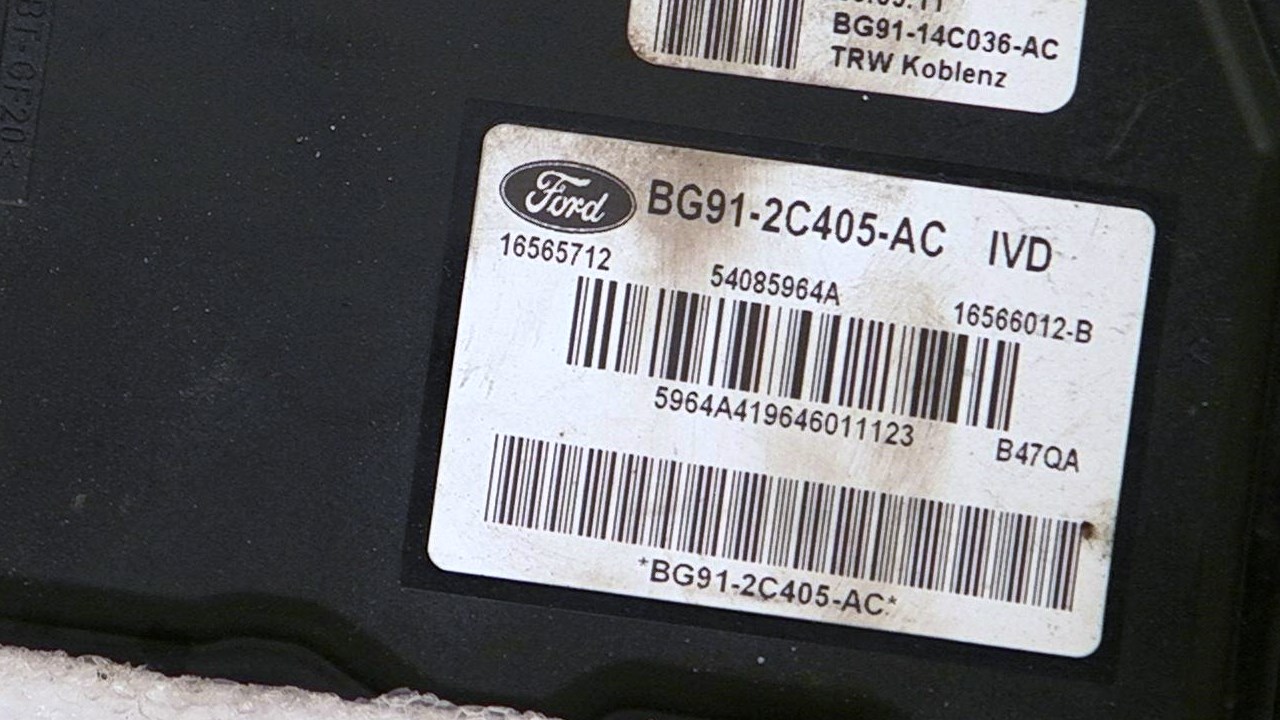 BG91-14C036-AC
TRW Koblenz
Ford BG91-2C405-AC IVD
16565712 54085964A 16566012-B
5964A419646011123 B47QA
*BG91-2C405-AC*